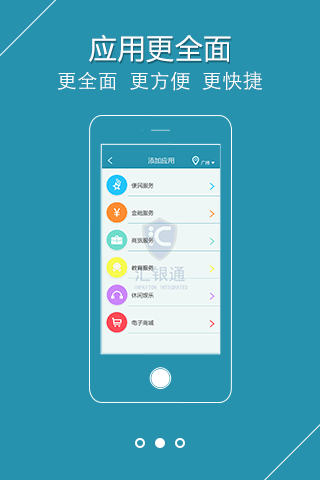 应用更全面
更全面 更方便 更快捷
添加应用
广州
便民服务
金融服务
商旅服务
教育服务
汇银通
休闲娱乐
电子商城